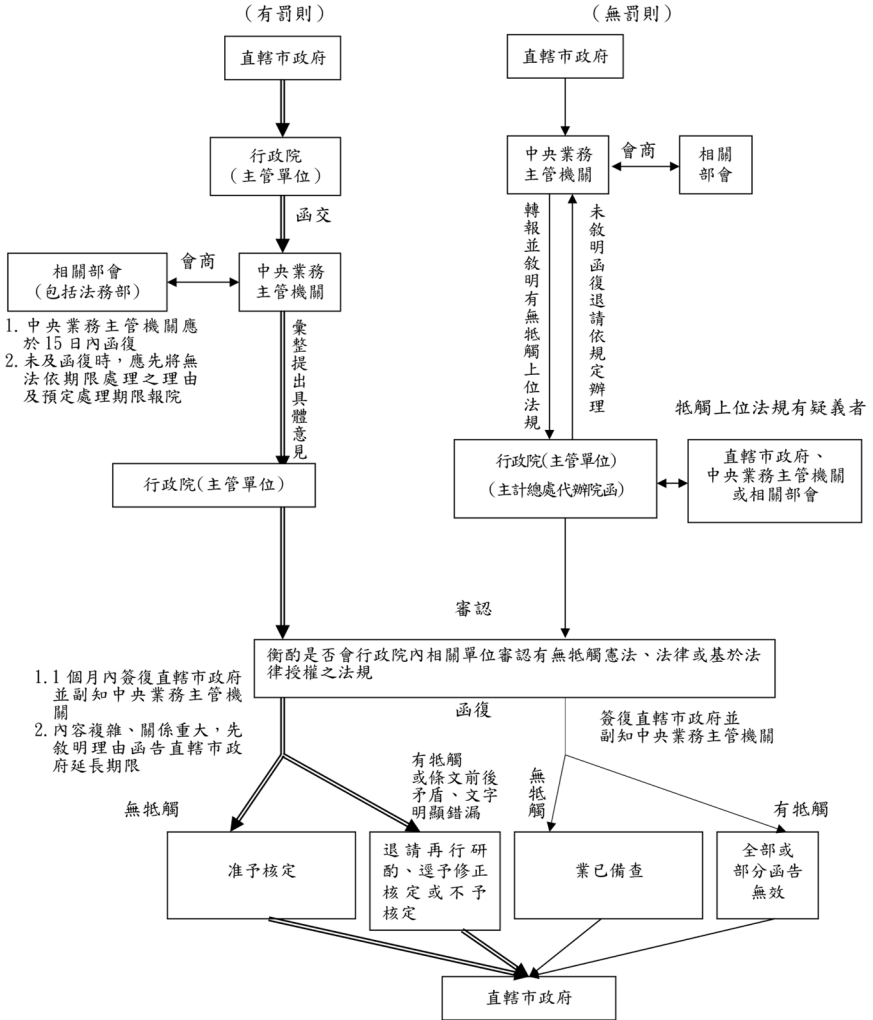 （有罰則）
（無罰則）
直轄市政府
直轄市政府
行政院
（主管單位）
中央業務
主管機關
會商
相關
部會
函交
相關部會
（包括法務部）
會商
中央業務
主管機關
1. 中央業務主管機關應
於 15 日內函復
2. 未及函復時，應先將無
法依期限處理之理由
及預定處理期限報院
彙整提出具體意見
轉報並敘明有無牴觸上位法規
未敘明函復退請依規定辦理
牴觸上位法規有疑義者
行政院(主管單位)
行政院(主管單位)
(主計總處代辦院函)
直轄市政府、
中央業務主管機關
或相關部會
審認
衡酌是否會行政院內相關單位審認有無牴觸憲法、法律或基於法
律授權之法規
1. 1 個月內簽復直轄市政府
並副知中央業務主管機
關
2. 內容複雜、關係重大，先
敘明理由函告直轄市政
府延長期限
函復
簽復直轄市政府並
副知中央業務主管機關
無牴觸
有牴觸
或條文前後
矛盾、文字
明顯錯漏
無牴觸
有牴觸
准予核定
退請再行研
酌、逕予修正
核定或不予
核定
業已備查
全部或
部分函告
無效
直轄市政府